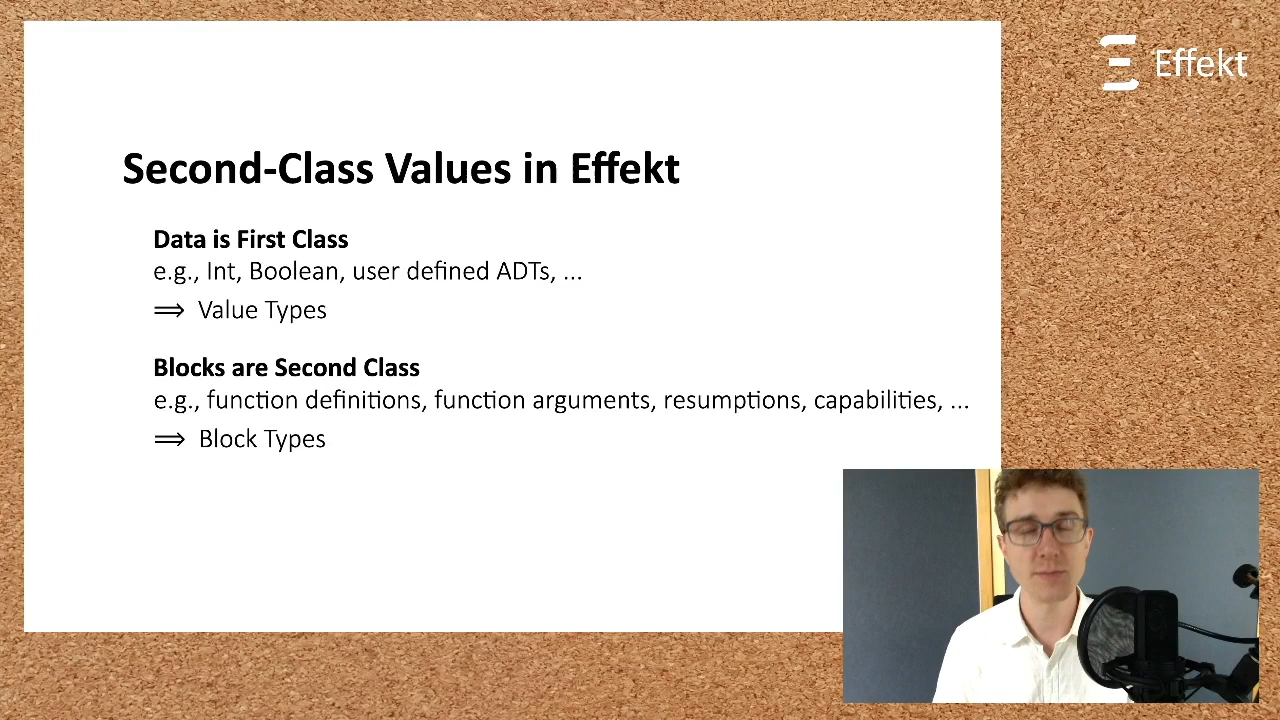 Effekt
Second-Class Values in Effekt
Data is First Class
e.g., Int, Boolean, user defined ADTs, ...
⟹ Value Types
Blocks are Second Class
e.g., function definitions, function arguments, resumptions, capabilities, ...
⟹ Block Types